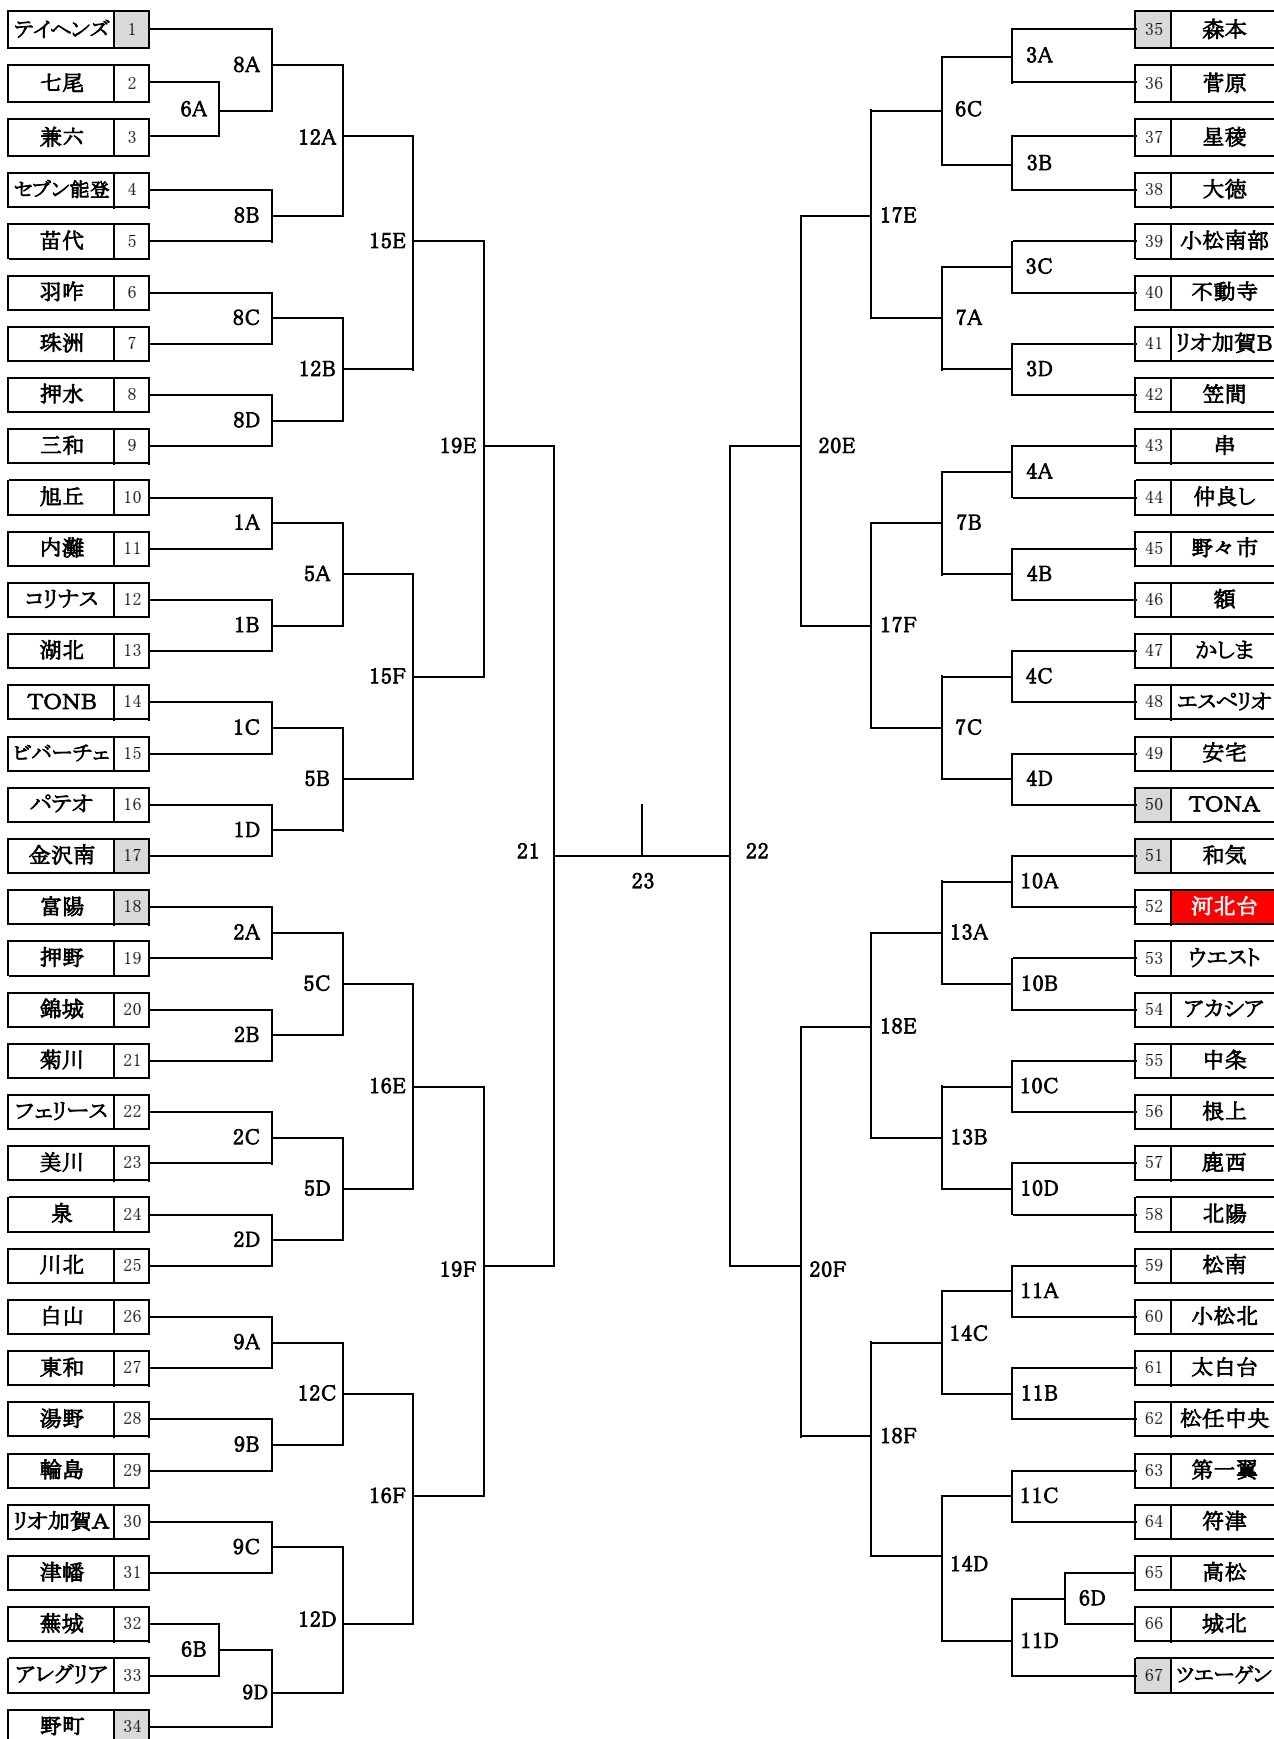 テイヘンズ 1
七尾 2
兼六 3
セブン能登 4
苗代 5
羽咋 6
珠洲 7
押水 8
三和 9
旭丘 10
内灘 11
コリナス 12
湖北 13
TONB 14
ビバーチェ 15
パテオ 16
金沢南 17
富陽 18
押野 19
錦城 20
菊川 21
フェリース 22
美川 23
泉 24
川北 25
白山 26
東和 27
湯野 28
輪島 29
リオ加賀A 30
津幡 31
蕪城 32
アレグリア 33
野町 34
6A
6B
8A
8B
8C
8D
1A
1B
1C
1D
2A
2B
2C
2D
9A
9B
9C
9D
12A
12B
5A
5B
5C
5D
12C
12D
15E
15F
16E
16F
19E
19F
21
23
22
20E
20F
17E
17F
18E
18F
6C
7A
7B
7C
13A
13B
14C
14D
3A
3B
3C
3D
4A
4B
4C
4D
10A
10B
10C
10D
11A
11B
11C
11D
6D
35 森本
36 菅原
37 星稜
38 大徳
39 小松南部
40 不動寺
41 リオ加賀B
42 笠間
43 串
44 仲良し
45 野々市
46 額
47 かしま
48 エスペリオ
49 安宅
50 TONA
51 和気
52 河北台
53 ウエスト
54 アカシア
55 中条
56 根上
57 鹿西
58 北陽
59 松南
60 小松北
61 太白台
62 松任中央
63 第一翼
64 符津
65 高松
66 城北
67 ツエーゲン